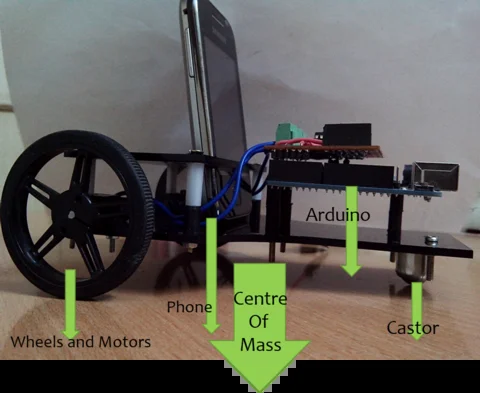 Arduino
Phone
Centre
Of
Mass
Castor
Wheels and Motors